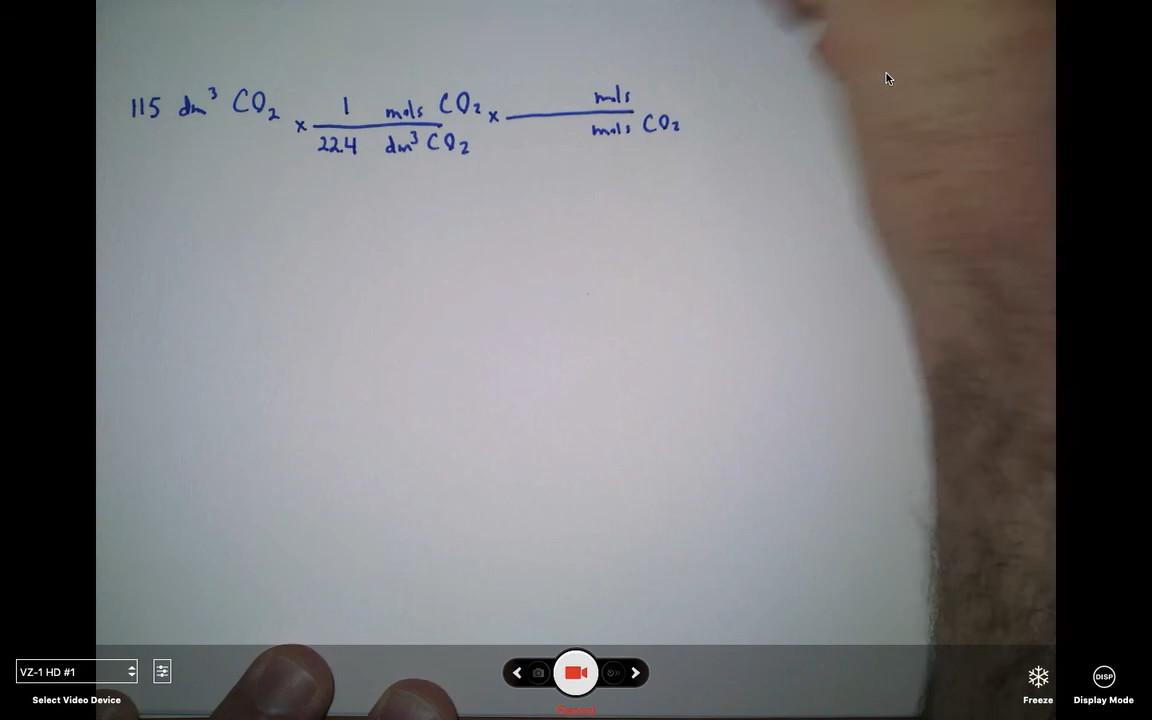 115 dm³ CO₂ x 1 mols CO₂ / 22.4 dm³ CO₂ x mols / mols CO₂
VZ-1 HD #1
Select Video Device
Record
Freeze
DISP
Display Mode